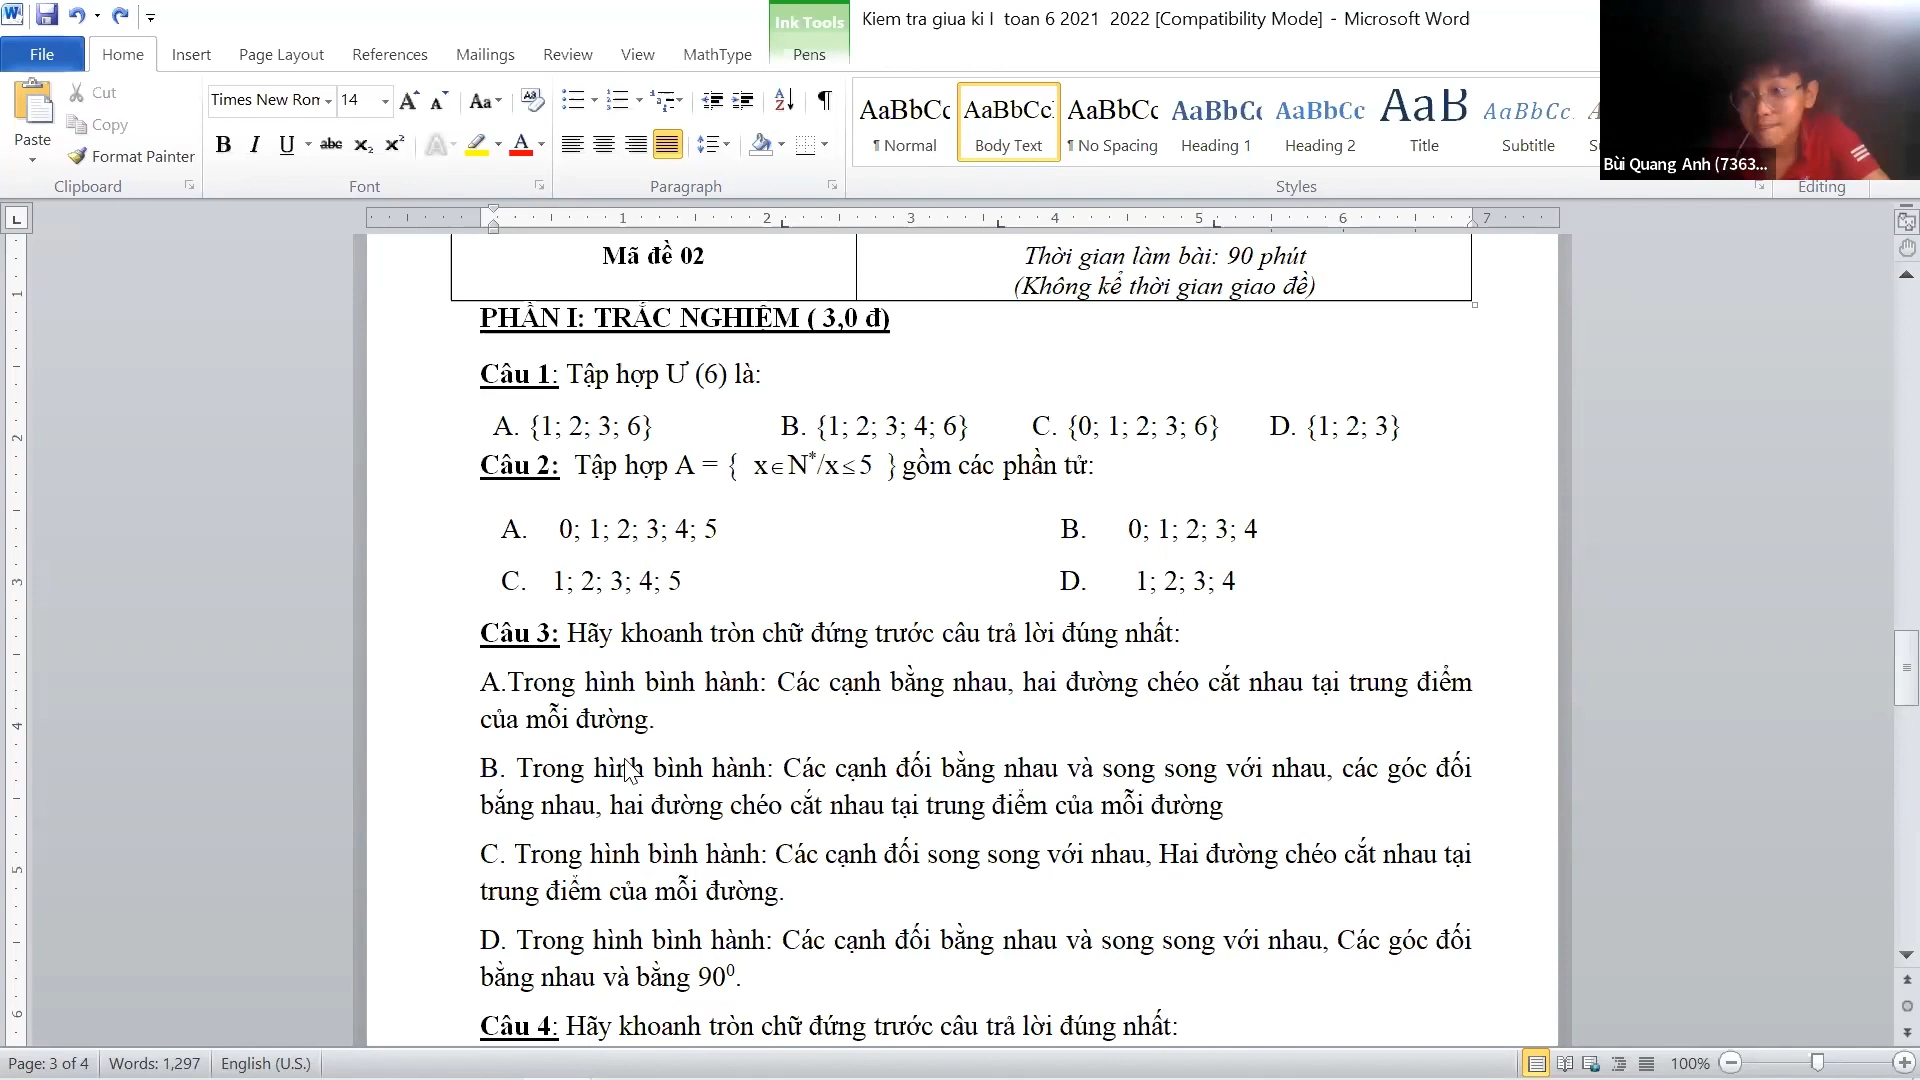 Ink Tools
Kiem tra giua ki I  toan 6 2021  2022 [Compatibility Mode] - Microsoft Word
File Home Insert Page Layout References Mailings Review View MathType Pens
Paste
Cut
Copy
Format Painter
Clipboard
Times New Ron 14
Font
Paragraph
AaBbCc AaBbCc AaBbCc AaBbCc AaBbCc AaB AaBbCc
¶ Normal Body Text ¶ No Spacing Heading 1 Heading 2 Title Subtitle
Styles
Editing
Bùi Quang Anh (7363...
1 2 3 4 5 6 7
Mã đề 02
Thời gian làm bài: 90 phút
(Không kể thời gian giao đề)
PHẦN I: TRẮC NGHIỆM ( 3,0 đ)
Câu 1: Tập hợp Ư (6) là:
A. {1; 2; 3; 6} B. {1; 2; 3; 4; 6} C. {0; 1; 2; 3; 6} D. {1; 2; 3}
Câu 2: Tập hợp A = { x∈N*/x≤5 } gồm các phần tử:
A. 0; 1; 2; 3; 4; 5 B. 0; 1; 2; 3; 4
C. 1; 2; 3; 4; 5 D. 1; 2; 3; 4
Câu 3: Hãy khoanh tròn chữ đứng trước câu trả lời đúng nhất:
A.Trong hình bình hành: Các cạnh bằng nhau, hai đường chéo cắt nhau tại trung điểm
của mỗi đường.
B. Trong hình bình hành: Các cạnh đối bằng nhau và song song với nhau, các góc đối
bắng nhau, hai đường chéo cắt nhau tại trung điểm của mỗi đường
C. Trong hình bình hành: Các cạnh đối song song với nhau, Hai đường chéo cắt nhau tại
trung điểm của mỗi đường.
D. Trong hình bình hành: Các cạnh đối bằng nhau và song song với nhau, Các góc đối
bằng nhau và bằng 90⁰.
Câu 4: Hãy khoanh tròn chữ đứng trước câu trả lời đúng nhất:
Page: 3 of 4 Words: 1,297 English (U.S.) 100%